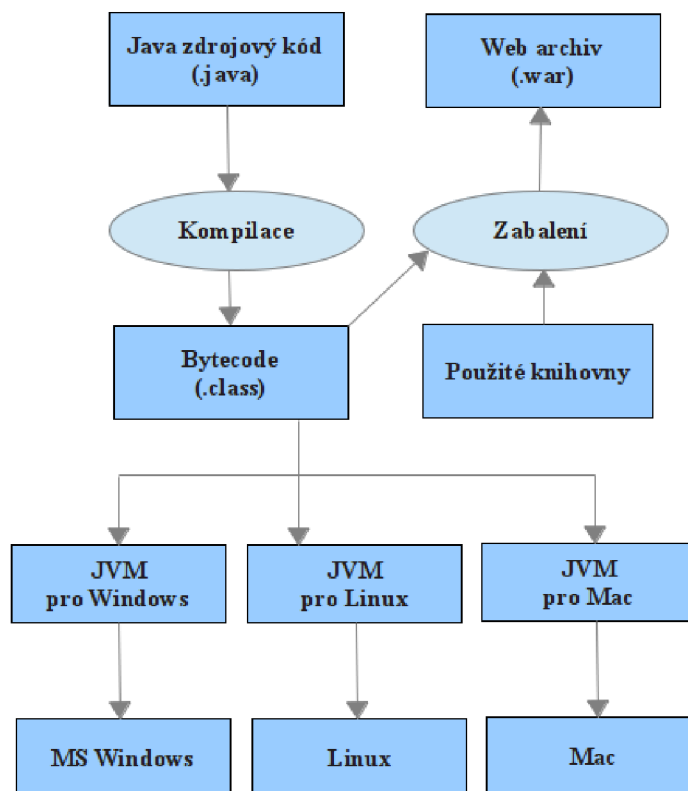 Java zdrojový kód
(.java)
Web archiv
(.war)
Kompilace
Zabalení
Bytecode
(.class)
Použité knihovny
JVM
pro Windows
JVM
pro Linux
JVM
pro Mac
MS Windows
Linux
Mac